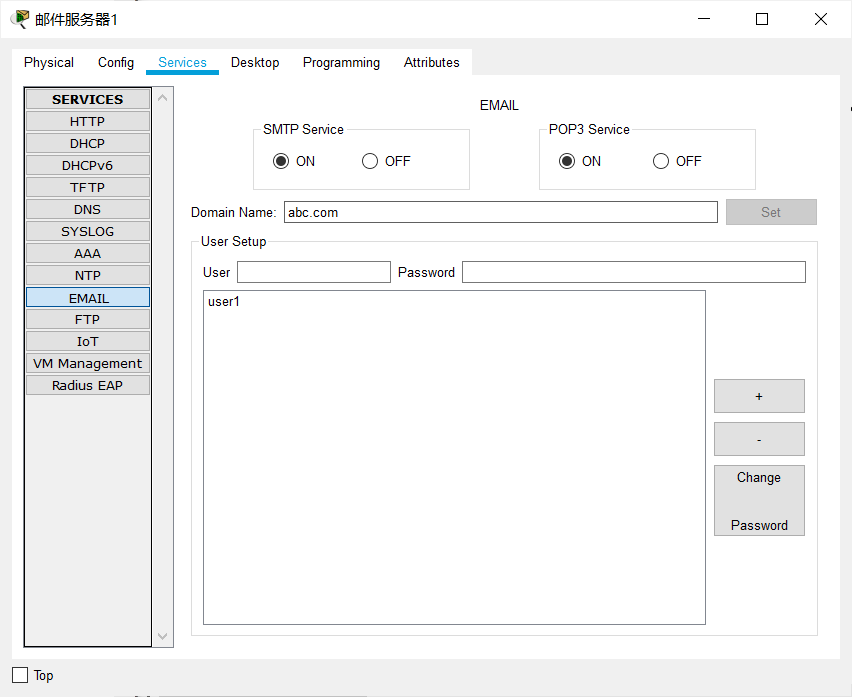 邮件服务器1
Physical Config Services Desktop Programming Attributes
SERVICES
HTTP
DHCP
DHCPv6
TFTP
DNS
SYSLOG
AAA
NTP
EMAIL
FTP
IoT
VM Management
Radius EAP
EMAIL
SMTP Service
ON OFF
POP3 Service
ON OFF
Domain Name: abc.com Set
User Setup
User Password
user1
+
-
Change
Password
Top